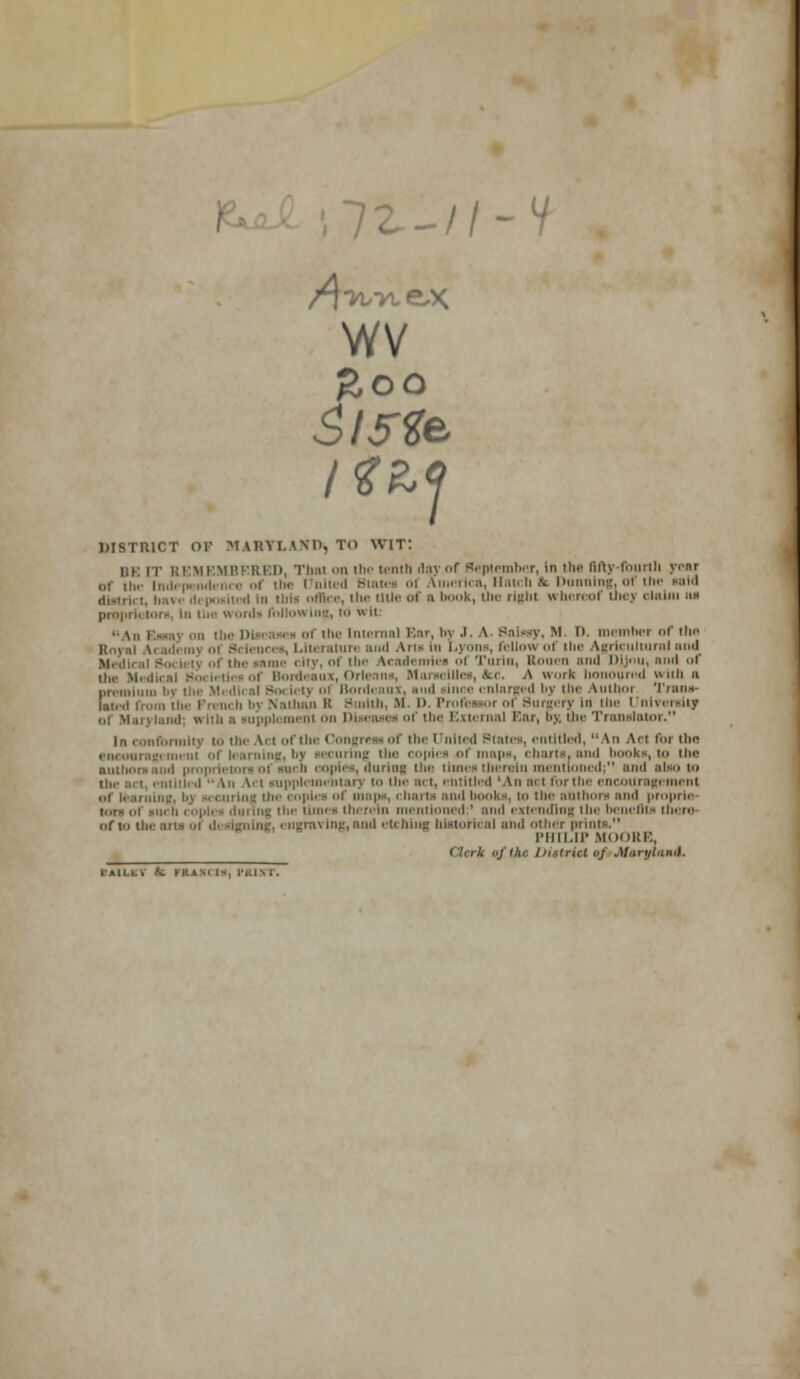 72-11-4
Annex
WV
200
S158e
1829
DISTRICT OF MARYLAND, TO WIT:
BE IT REMEMBERED, That on the tenth day of September, in the fifty-fourth year
of the Independence of the United States of America, Hatch & Dunning, of the said
district, have deposited in this office, the title of a book, the right whereof they claim as
proprietors, in the words following, to wit:
"An Essay on the Diseases of the Internal Ear, by J. A. Saissy, M. D. member of the
Royal Academy of Sciences, Literature and Arts in Lyons, fellow of the Agricultural and
Medical Society of the same city, of the Academies of Turin, Rouen and Dijon, and of
the Medical Societies of Bordeaux, Orleans, Marseilles, &c. A work honoured with a
premium by the Medical Society of Bordeaux, and since enlarged by the Author Trans-
lated from the French by Nathan R Smith, M. D. Professor of Surgery in the University
of Maryland; with a supplement on Diseases of the External Ear, by the Translator."
In conformity to the Act of the Congress of the United States, entitled, "An Act for the
encouragement of learning, by securing the copies of maps, charts, and books, to the
authors and proprietors of such copies, during the times therein mentioned;" and also to
the act, entitled "An Act supplementary to the act, entitled 'An act for the encouragement
of learning, by securing the copies of maps, charts and books, to the authors and proprie-
tors of such copies during the times therein mentioned:' and extending the benefits there-
of to the arts of designing, engraving, and etching historical and other prints."
PHILIP MOORE,
Clerk of the District of Maryland.
BAILEY & FRANCIS, PRINT.